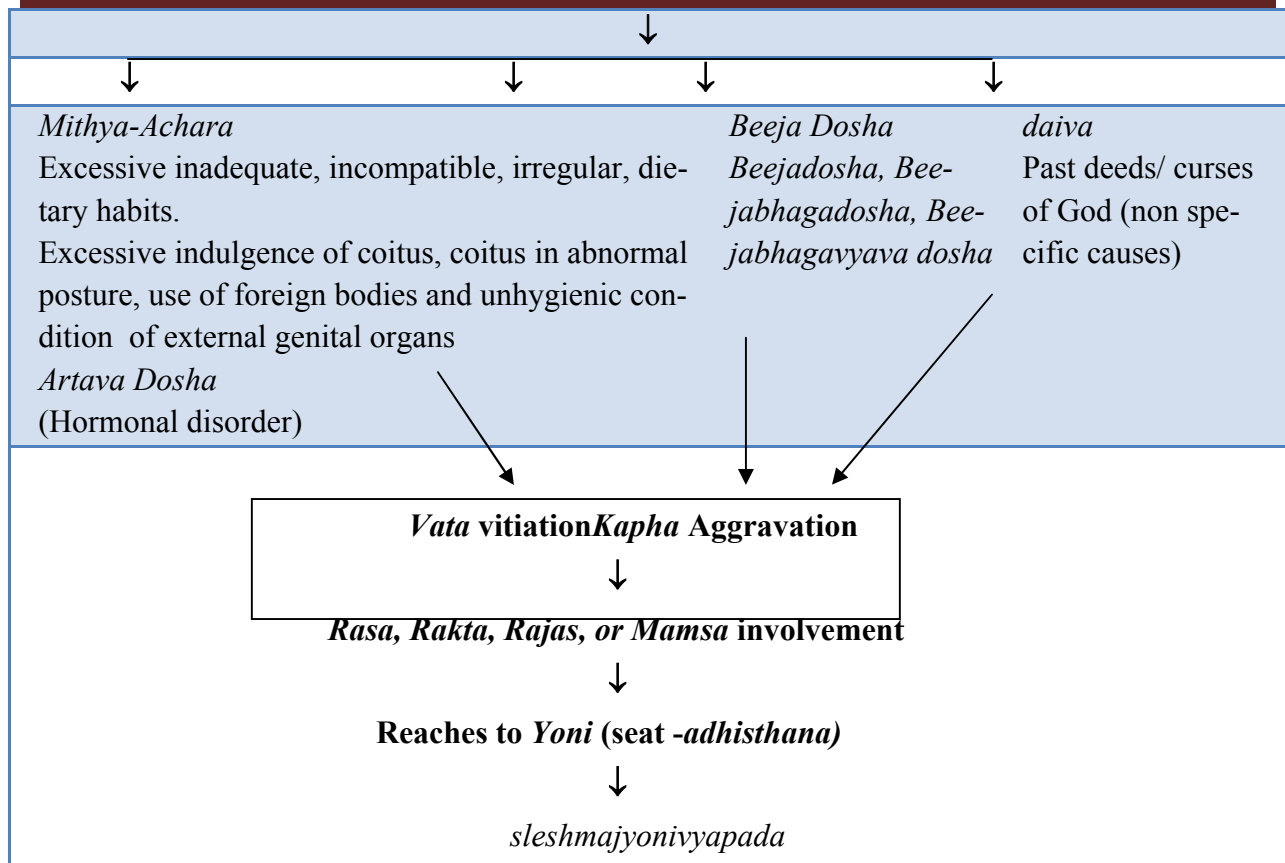 Mithya-Achara
Excessive inadequate, incompatible, irregular, die-
tary habits.
Excessive indulgence of coitus, coitus in abnormal
posture, use of foreign bodies and unhygienic con-
dition of external genital organs
Artava Dosha
(Hormonal disorder)
Beeja Dosha
Beejadosha, Bee-
jabhagadosha, Bee-
jabhagavyava dosha
daiva
Past deeds/ curses
of God (non spe-
cific causes)
Vata vitiationKapha Aggravation
Rasa, Rakta, Rajas, or Mamsa involvement
Reaches to Yoni (seat -adhisthana)
sleshmajyonivyapada